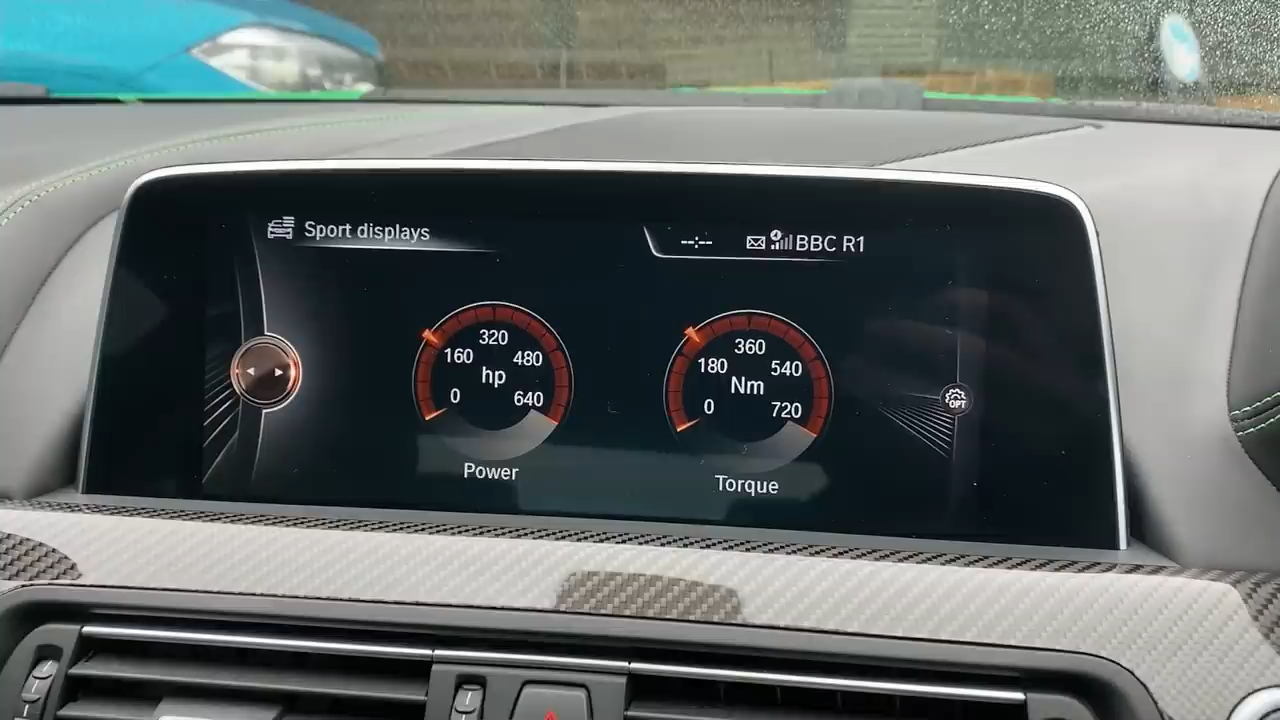 Sport displays
--:-- BBC R1
320
160 480
hp
0 640
Power
360
180 540
Nm
0 720
Torque
OPT